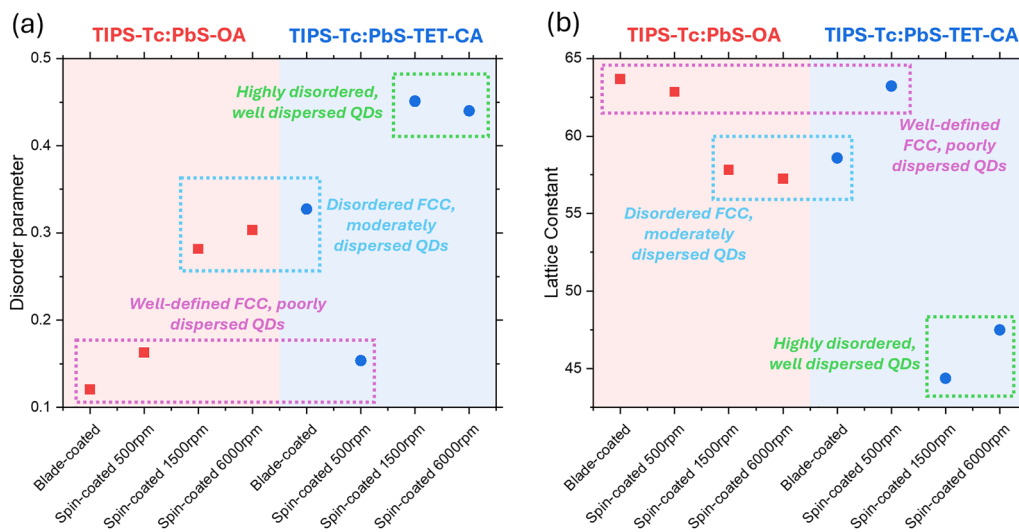 (a)
TIPS-Tc:PbS-OA
TIPS-Tc:PbS-TET-CA
Disorder parameter
0.5
0.4
0.3
0.2
0.1
Highly disordered,
well dispersed QDs
Disordered FCC,
moderately
dispersed QDs
Well-defined FCC, poorly
dispersed QDs
Blade-coated
Spin-coated 500rpm
Spin-coated 1500rpm
Spin-coated 6000rpm
Blade-coated
Spin-coated 500rpm
Spin-coated 1500rpm
Spin-coated 6000rpm
(b)
TIPS-Tc:PbS-OA
TIPS-Tc:PbS-TET-CA
Lattice Constant
65
60
55
50
45
Well-defined
FCC, poorly
dispersed QDs
Disordered FCC,
moderately
dispersed QDs
Highly disordered,
well dispersed QDs
Blade-coated
Spin-coated 500rpm
Spin-coated 1500rpm
Spin-coated 6000rpm
Blade-coated
Spin-coated 500rpm
Spin-coated 1500rpm
Spin-coated 6000rpm